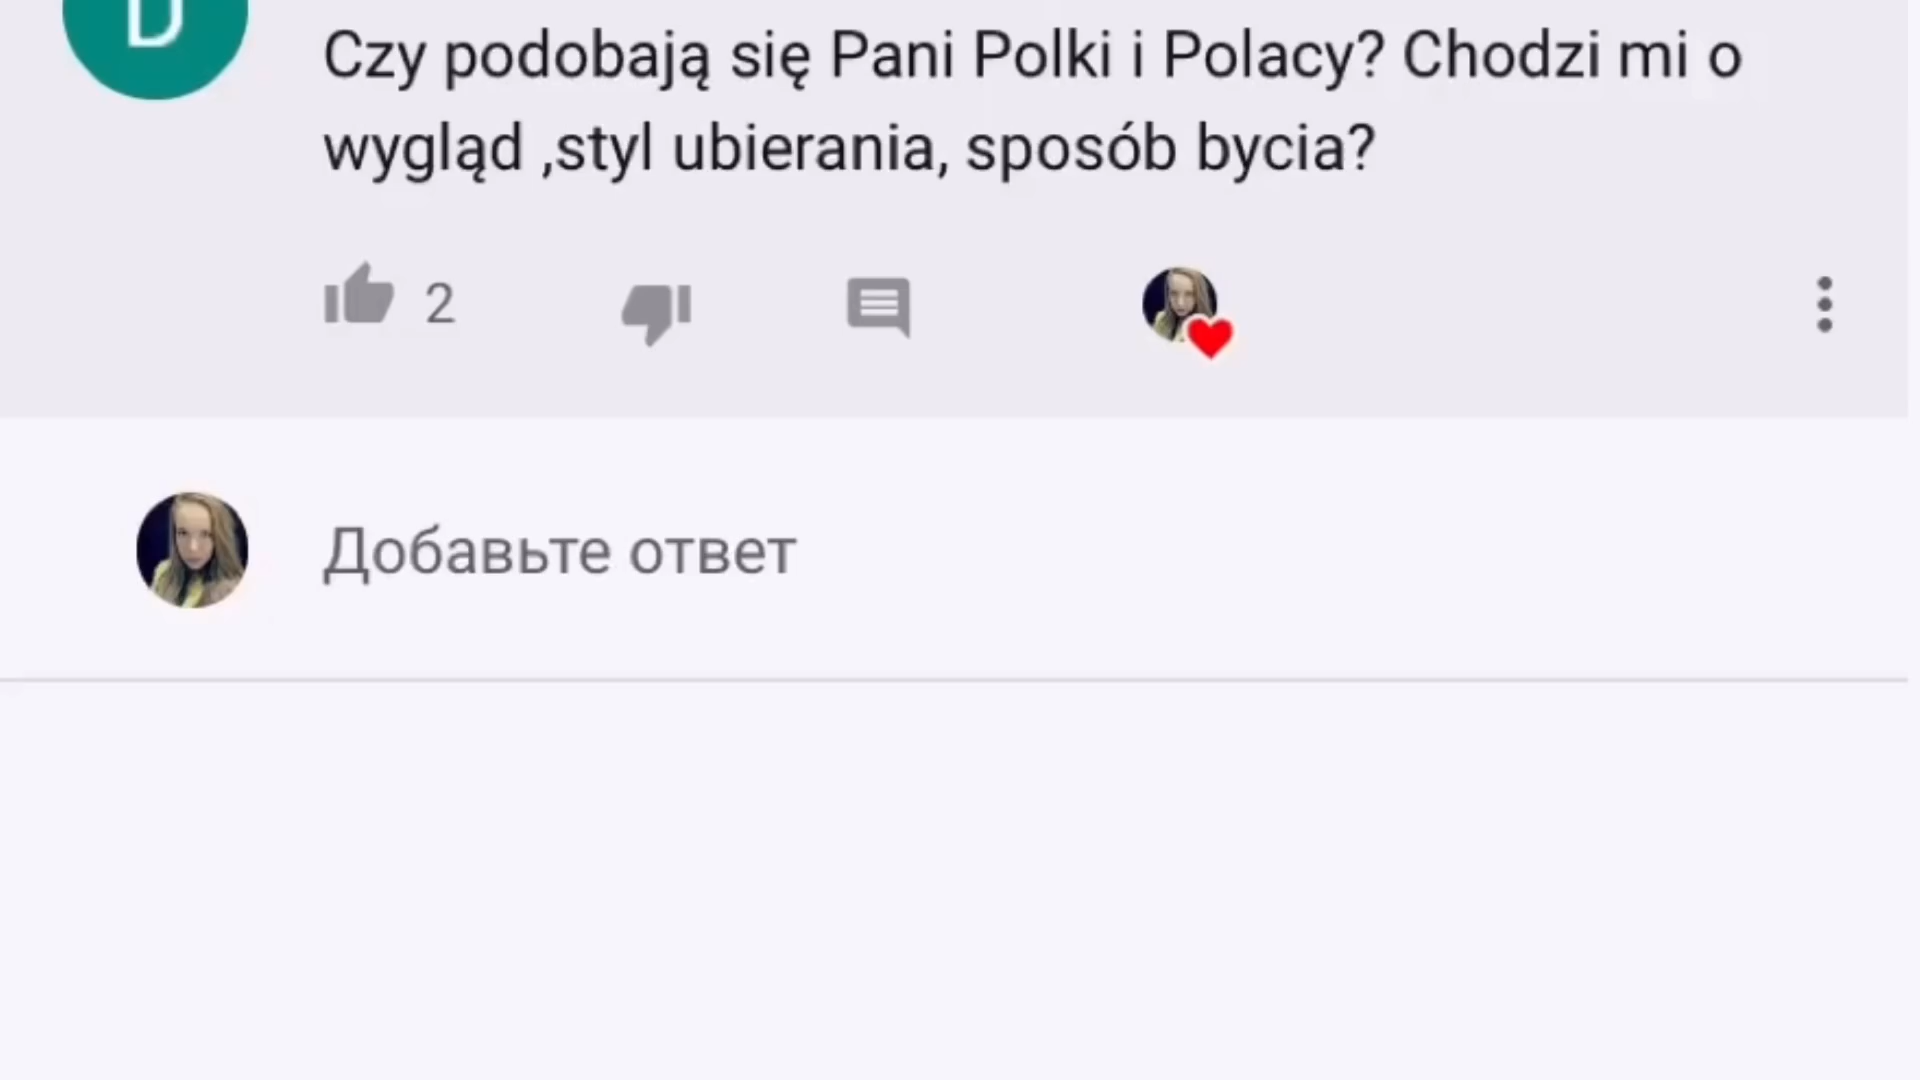 D
Czy podobają się Pani Polki i Polacy? Chodzi mi o
wygląd ,styl ubierania, sposób bycia?
2
Добавьте ответ